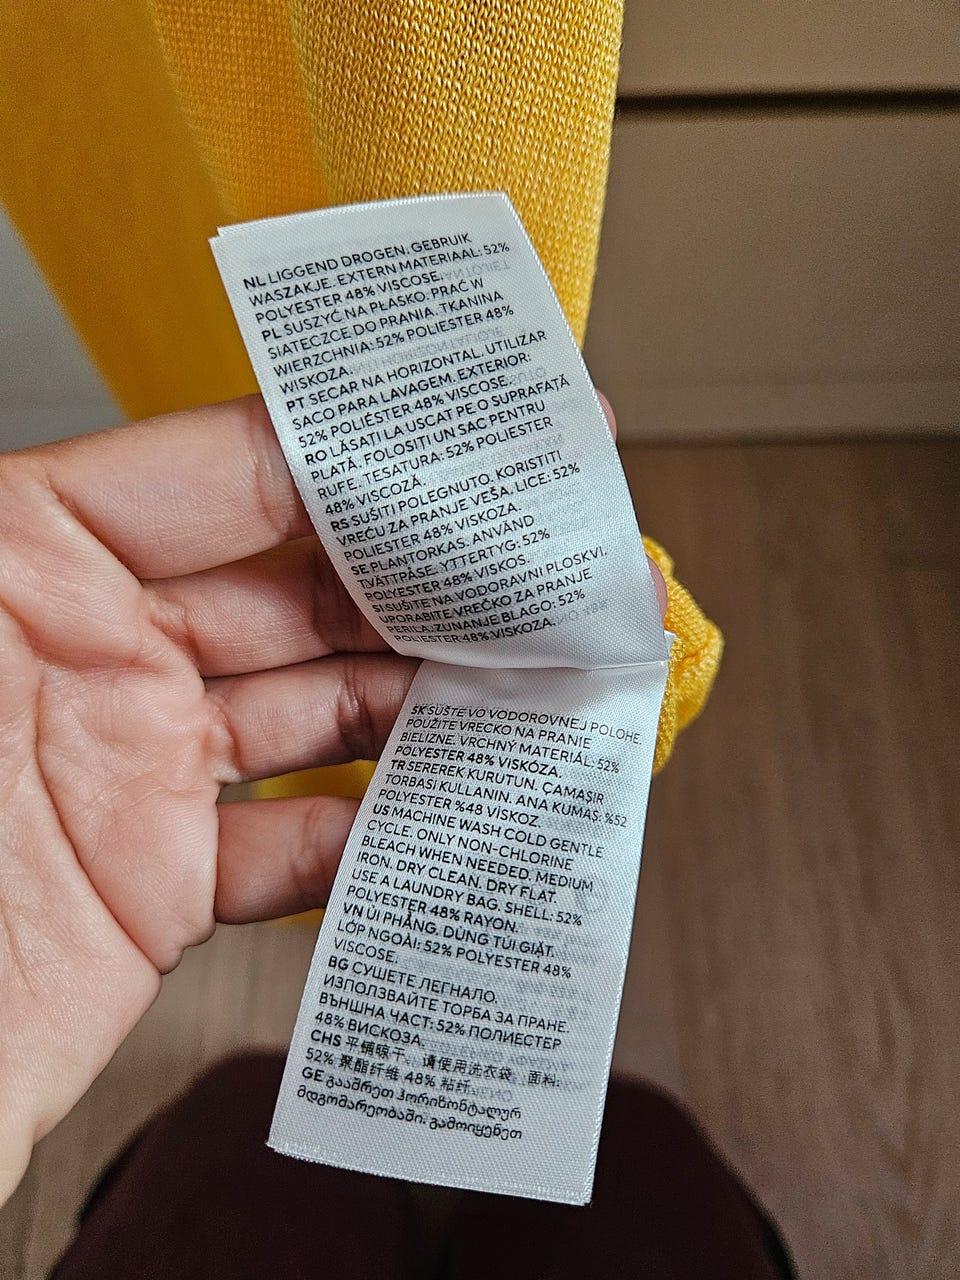 NL LIGGEND DROGEN. GEBRUIK
WASZAKJE. EXTERN MATERIAAL: 52%
POLYESTER 48% VISCOSE.
PL SUSZYĆ NA PŁASKO. PRAĆ W
SIATECZCE DO PRANIA. TKANINA
WIERZCHNIA: 52% POLIESTER 48%
WISKOZA.
PT SECAR NA HORIZONTAL. UTILIZAR
SACO PARA LAVAGEM. EXTERIOR:
52% POLIÉSTER 48% VISCOSE.
RO LĂSAȚI LA USCAT PE O SUPRAFAȚĂ
PLATĂ. FOLOSIȚI UN SAC PENTRU
RUFE. ȚESATURA: 52% POLIESTER
48% VISCOZĂ.
RS SUŠITI POLEGNUTO. KORISTITI
VREĆU ZA PRANJE VEŠA. LICE: 52%
POLIESTER 48% VISKOZA.
SE PLANTORKAS. ANVÄND
TVÄTTPÅSE. YTTERTYG: 52%
POLYESTER 48% VISKOS.
SI SUŠITE NA VODORAVNI PLOSKVI.
UPORABITE VREČKO ZA PRANJE
PERILA. ZUNANJE BLAGO: 52%
POLIESTER 48% VISKOZA.
SK SUŠTE VO VODOROVNEJ POLOHE.
POUŽITE VRECKO NA PRANIE
BIELIZNE. VRCHNÝ MATERIÁL: 52%
POLYESTER 48% VISKÓZA.
TR SEREREK KURUTUN. ÇAMAŞIR
TORBASI KULLANIN. ANA KUMAŞ: %52
POLYESTER %48 VİSKOZ.
US MACHINE WASH COLD GENTLE
CYCLE. ONLY NON-CHLORINE
BLEACH WHEN NEEDED. MEDIUM
IRON. DRY CLEAN. DRY FLAT.
USE A LAUNDRY BAG. SHELL: 52%
POLYESTER 48% RAYON.
VN ỦI PHẲNG. DÙNG TÚI GIẶT.
LỚP NGOÀI: 52% POLYESTER 48%
VISCOSE.
BG СУШЕТЕ ЛЕГНАЛО.
ИЗПОЛЗВАЙТЕ ТОРБА ЗА ПРАНЕ.
ВЪНШНА ЧАСТ: 52% ПОЛИЕСТЕР
48% ВИСКОЗА.
CHS 平铺晾干。 请使用洗衣袋。 面料:
52% 聚酯纤维 48% 粘纤.
GE გააშრეთ ჰორიზონტალურ
მდგომარეობაში. გამოიყენეთ